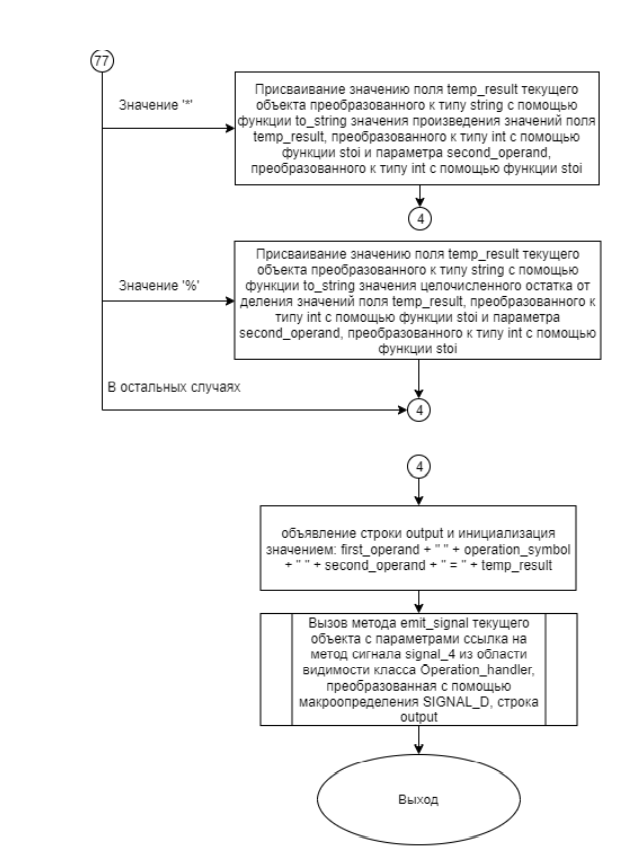 77
Значение '*'
Присваивание значению поля temp_result текущего
объекта преобразованного к типу string с помощью
функции to_string значения произведения значений поля
temp_result, преобразованного к типу int с помощью
функции stoi и параметра second_operand,
преобразованного к типу int с помощью функции stoi
4
Значение '%'
Присваивание значению поля temp_result текущего
объекта преобразованного к типу string с помощью
функции to_string значения целочисленного остатка от
деления значений поля temp_result, преобразованного к
типу int с помощью функции stoi и параметра
second_operand, преобразованного к типу int с помощью
функции stoi
В остальных случаях
4
4
объявление строки output и инициализация
значением: first_operand + " " + operation_symbol
+ " " + second_operand + " = " + temp_result
Вызов метода emit_signal текущего
объекта с параметрами ссылка на
метод сигнала signal_4 из области
видимости класса Operation_handler,
преобразованная с помощью
макроопределения SIGNAL_D, строка
output
Выход